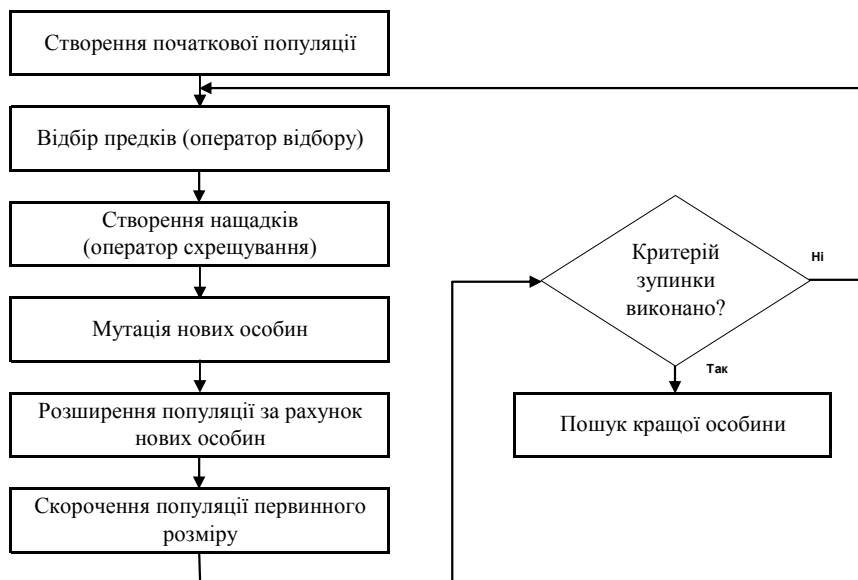 Створення початкової популяції
Відбір предків (оператор відбору)
Створення нащадків
(оператор схрещування)
Мутація нових особин
Розширення популяції за рахунок
нових особин
Скорочення популяції первинного
розміру
Критерій
зупинки
виконано?
Ні
Так
Пошук кращої особини